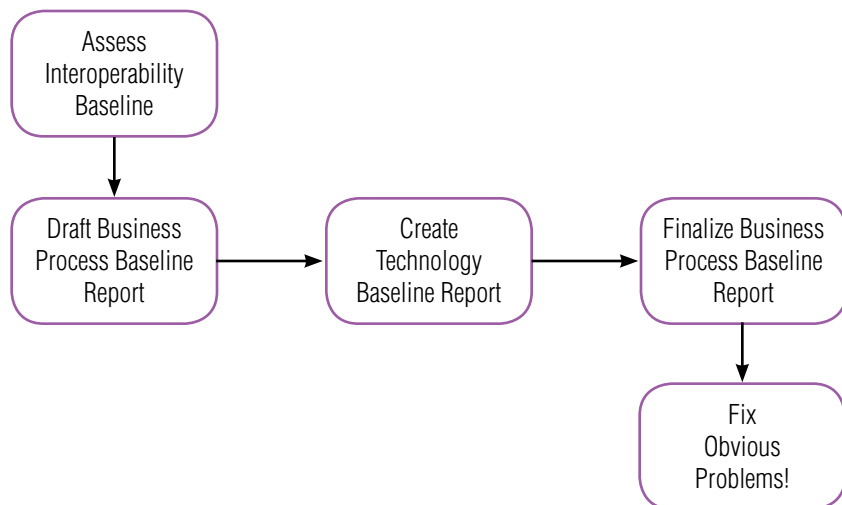 Assess
Interoperability
Baseline
Draft Business
Process Baseline
Report
Create
Technology
Baseline Report
Finalize Business
Process Baseline
Report
Fix
Obvious
Problems!